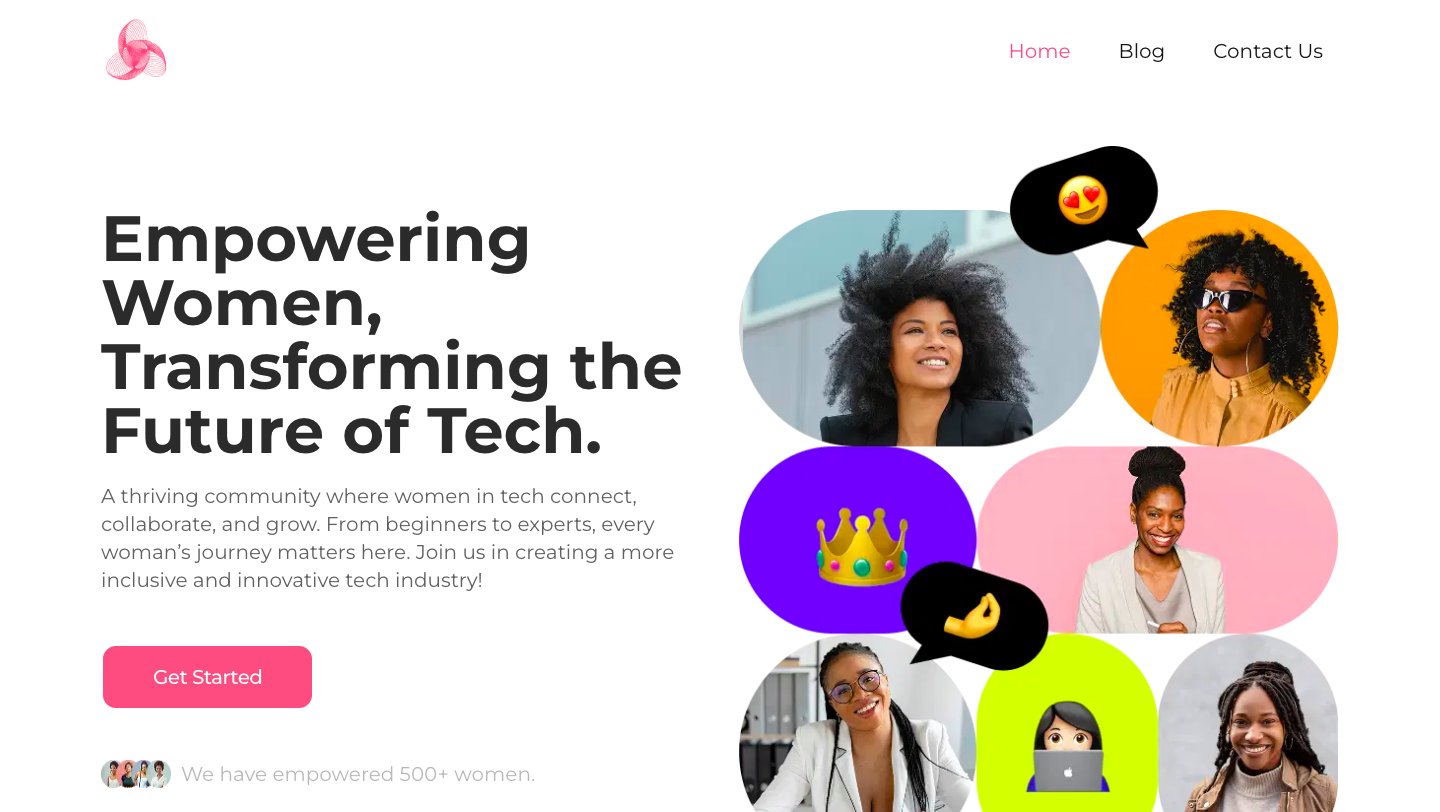 Home
Blog
Contact Us
Empowering
Women,
Transforming the
Future of Tech.
A thriving community where women in tech connect,
collaborate, and grow. From beginners to experts, every
woman’s journey matters here. Join us in creating a more
inclusive and innovative tech industry!
Get Started
We have empowered 500+ women.